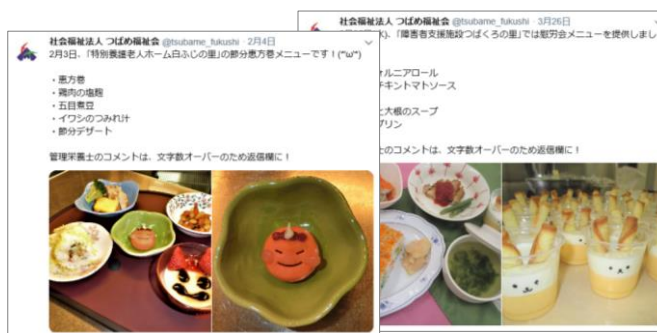 社会福祉法人 つばめ福祉会 @tsubame_fukushi · 2月4日
2月3日、「特別養護老人ホーム白ふじの里」の節分恵方巻メニューです！(*'ω'*)
・恵方巻
・鶏肉の塩麹
・五目煮豆
・イワシのつみれ汁
・節分デザート
管理栄養士のコメントは、文字数オーバーのため返信欄に！
社会福祉法人 つばめ福祉会 @tsubame_fukushi · 3月26日
、「障害者支援施設つばくろの里」では慰労会メニューを提供しまし
ォルニアロール
チキントマトソース
と大根のスープ
プリン
士のコメントは、文字数オーバーのため返信欄に！